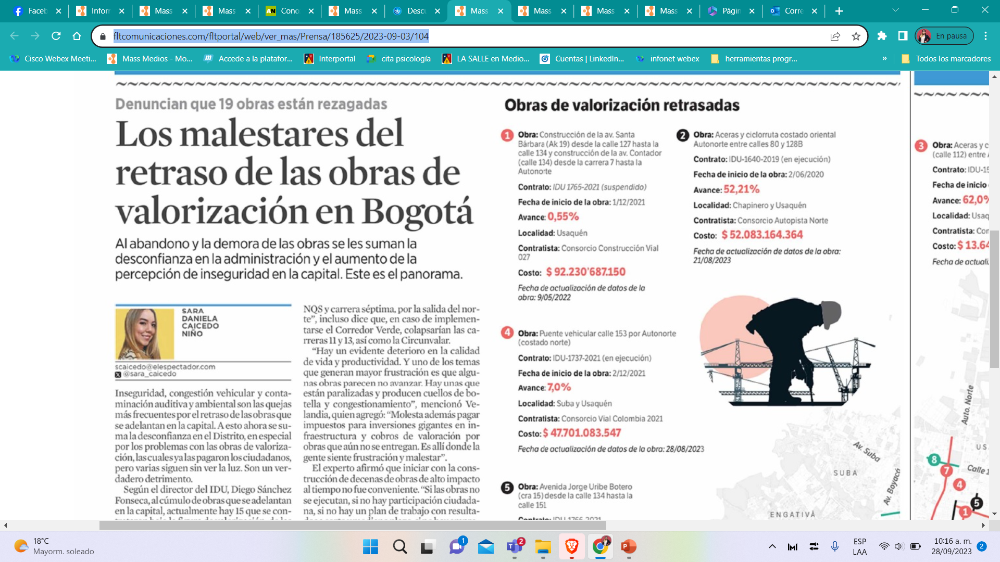 Faceb
Inforr
Mass
Mass
Cono
Mass
Descu
Mass
Mass
Mass
Mass
Págin
Corre
fltcomunicaciones.com/fltportal/web/ver_mas/Prensa/185625/2023-09-03/104
En pausa
Cisco Webex Meeti...
Mass Medios - Mo...
Accede a la platafor...
Interportal
cita psicología
LA SALLE en Medio...
Cuentas | LinkedIn...
infonet webex
herramientas progr...
»
Todos los marcadores
Denuncian que 19 obras están rezagadas
Los malestares del
retraso de las obras de
valorización en Bogotá
Al abandono y la demora de las obras se les suman la
desconfianza en la administración y el aumento de la
percepción de inseguridad en la capital. Este es el panorama.
SARA
DANIELA
CAICEDO
NIÑO
scaicedo@elespectador.com
@sara_caicedo
Inseguridad, congestión vehicular y conta-
minación auditiva y ambiental son las quejas
más frecuentes por el retraso de las obras que
se adelantan en la capital. A esto ahora se su-
ma la desconfianza en el Distrito, en especial
por los problemas con las obras de valoriza-
ción, las cuales ya las pagaron los ciudadanos,
pero varias siguen sin ver la luz. Son un ver-
dadero detrimento.
Según el director del IDU, Diego Sánchez
Fonseca, al cúmulo de obras que se adelantan
en la capital, actualmente hay 15 que se con-
NQS y carrera séptima, por la salida del nor-
te”, incluso dice que, en caso de implemen-
tarse el Corredor Verde, colapsarían las ca-
rreras 11 y 13, así como la Circunvalar.
“Hay un evidente deterioro en la calidad
de vida y productividad. Y uno de los temas
que generan mayor frustración es que algu-
nas obras parecen no avanzar. Hay unas que
están paralizadas y producen cuellos de bo-
tella y congestionamiento”, mencionó Ve-
landia, quien agregó: “Molesta además pagar
impuestos para inversiones gigantes en in-
fraestructura y cobros de valoración por
obras que aún no se entregan. Es allí donde la
gente siente frustración y malestar”.
El experto afirmó que iniciar con la cons-
trucción de decenas de obras de alto impacto
al tiempo no fue conveniente. “Si las obras no
se ejecutan, si no hay participación ciudada-
na, si no hay un plan de trabajo con resulta-
Obras de valorización retrasadas
1
Obra: Construcción de la av. Santa
Bárbara (Ak 19) desde la calle 127 hasta la
calle 134 y construcción de la av. Contador
(calle 134) desde la carrera 7 hasta la
Autonorte
Contrato: IDU 1765-2021 (suspendido)
Fecha de inicio de la obra: 1/12/2021
Avance: 0,55%
Localidad: Usaquén
Contratista: Consorcio Construcción Vial
027
Costo: $ 92.230’687.150
Fecha de actualización de datos de la
obra: 9/05/2022
2
Obra: Aceras y ciclorruta costado oriental
Autonorte entre calles 80 y 128B
Contrato: IDU-1640-2019 (en ejecución)
Fecha de inicio de la obra: 2/06/2020
Avance: 52,21%
Localidad: Chapinero y Usaquén
Contratista: Consorcio Autopista Norte
Costo: $ 52.083.164.364
Fecha de actualización de datos de la obra:
21/08/2023
3
Obra: Aceras y c
(calle 112) entre
Contrato: IDU-15
Fecha de inicio
Avance: 62,0%
Localidad: Usaq
Contratista: Con
Costo: $ 13.64
Fecha de actuali
4
Obra: Puente vehicular calle 153 por Autonorte
(costado norte)
Contrato: IDU-1737-2021 (en ejecución)
Fecha de inicio de la obra: 2/12/2021
Avance: 7,0%
Localidad: Suba y Usaquén
Contratista: Consorcio Vial Colombia 2021
Costo: $ 47.701.083.547
Fecha de actualización de datos de la obra: 28/08/2023
5
Obra: Avenida Jorge Uribe Botero
(cra 15) desde la calle 134 hasta la
calle 151
Contrato: IDU-1766-2021
Av. Suba
SUBA
Av. Boyacá
ENGATIVÁ
Auto. Norte
US
8
7
Calle 1
4
5
1
18°C
Mayorm. soleado
1
2
ESP
LAA
10:16 a. m.
28/09/2023
2